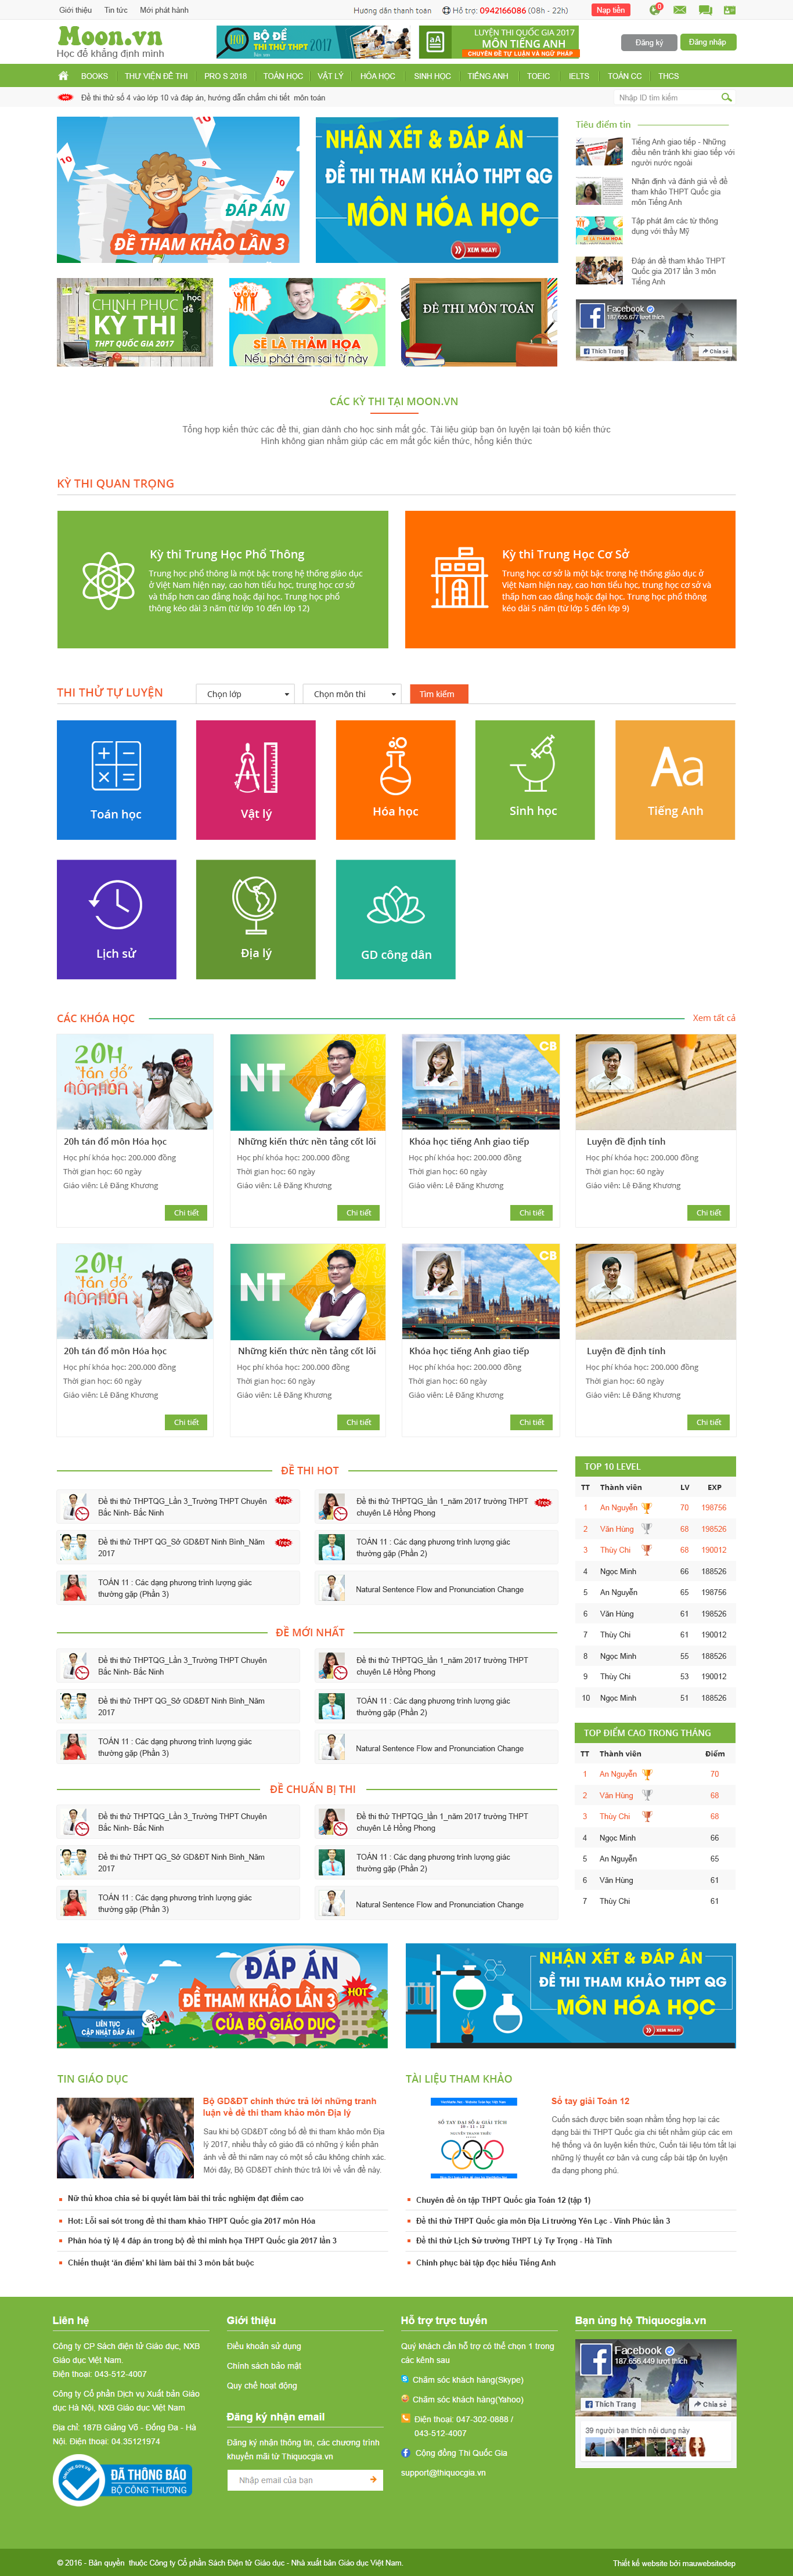 Giới thiệu Tin tức Mới phát hành
Hướng dẫn thanh toán Hỗ trợ: 0942166086 (08h - 22h) Nạp tiền
Moon.vn
Học để khẳng định mình
BỘ ĐỀ
THI THỬ THPT 2017
LUYỆN THI QUỐC GIA 2017
MÔN TIẾNG ANH
CHUYÊN ĐỀ TỰ LUẬN VÀ NGỮ PHÁP
Đăng ký Đăng nhập
BOOKS THƯ VIỆN ĐỀ THI PRO S 2018 TOÁN HỌC VẬT LÝ HÓA HỌC SINH HỌC TIẾNG ANH TOEIC IELTS TOÁN CC THCS
Đề thi thử số 4 vào lớp 10 và đáp án, hướng dẫn chấm chi tiết môn toán
Nhập ID tìm kiếm
ĐÁP ÁN
ĐỀ THAM KHẢO LẦN 3
NHẬN XÉT & ĐÁP ÁN
ĐỀ THI THAM KHẢO THPT QG
MÔN HÓA HỌC
XEM NGAY!
Tiêu điểm tin
Tiếng Anh giao tiếp - Những
điều nên tránh khi giao tiếp với
người nước ngoài
Nhận định và đánh giá về đề
tham khảo THPT Quốc gia
môn Tiếng Anh
Tập phát âm các từ thông
dụng với thầy Mỹ
Đáp án đề tham khảo THPT
Quốc gia 2017 lần 3 môn
Tiếng Anh
CHINH PHỤC
KỲ THI
THPT QUỐC GIA 2017
SẼ LÀ THẢM HỌA
Nếu phát âm sai từ này
ĐỀ THI MÔN TOÁN
Facebook
187.655.677 lượt thích
Thích Trang Chia sẻ
CÁC KỲ THI TẠI MOON.VN
Tổng hợp kiến thức các đề thi, gian dành cho học sinh mất gốc. Tài liệu giúp bạn ôn luyện lại toàn bộ kiến thức
Hình không gian nhằm giúp các em mất gốc kiến thức, hổng kiến thức
KỲ THI QUAN TRỌNG
Kỳ thi Trung Học Phổ Thông
Trung học phổ thông là một bậc trong hệ thống giáo dục
ở Việt Nam hiện nay, cao hơn tiểu học, trung học cơ sở
và thấp hơn cao đẳng hoặc đại học. Trung học phổ
thông kéo dài 3 năm (từ lớp 10 đến lớp 12)
Kỳ thi Trung Học Cơ Sở
Trung học cơ sở là một bậc trong hệ thống giáo dục ở
Việt Nam hiện nay, cao hơn tiểu học, trung học cơ sở và
thấp hơn cao đẳng hoặc đại học. Trung học phổ thông
kéo dài 5 năm (từ lớp 5 đến lớp 9)
THI THỬ TỰ LUYỆN Chọn lớp Chọn môn thi Tìm kiếm
Toán học Vật lý Hóa học Sinh học Tiếng Anh
Lịch sử Địa lý GD công dân
CÁC KHÓA HỌC Xem tất cả
20H
"tán đổ"
MÔN HÓA
NT
CB
20h tán đổ môn Hóa học
Học phí khóa học: 200.000 đồng
Thời gian học: 60 ngày
Giáo viên: Lê Đăng Khương
Chi tiết
Những kiến thức nền tảng cốt lõi
Học phí khóa học: 200.000 đồng
Thời gian học: 60 ngày
Giáo viên: Lê Đăng Khương
Chi tiết
Khóa học tiếng Anh giao tiếp
Học phí khóa học: 200.000 đồng
Thời gian học: 60 ngày
Giáo viên: Lê Đăng Khương
Chi tiết
Luyện đề định tính
Học phí khóa học: 200.000 đồng
Thời gian học: 60 ngày
Giáo viên: Lê Đăng Khương
Chi tiết
20H
"tán đổ"
MÔN HÓA
NT
CB
20h tán đổ môn Hóa học
Học phí khóa học: 200.000 đồng
Thời gian học: 60 ngày
Giáo viên: Lê Đăng Khương
Chi tiết
Những kiến thức nền tảng cốt lõi
Học phí khóa học: 200.000 đồng
Thời gian học: 60 ngày
Giáo viên: Lê Đăng Khương
Chi tiết
Khóa học tiếng Anh giao tiếp
Học phí khóa học: 200.000 đồng
Thời gian học: 60 ngày
Giáo viên: Lê Đăng Khương
Chi tiết
Luyện đề định tính
Học phí khóa học: 200.000 đồng
Thời gian học: 60 ngày
Giáo viên: Lê Đăng Khương
Chi tiết
ĐỀ THI HOT
Đề thi thử THPTQG_Lần 3_Trường THPT Chuyên
Bắc Ninh- Bắc Ninh
free
Đề thi thử THPTQG_lần 1_năm 2017 trường THPT
chuyên Lê Hồng Phong
free
Đề thi thử THPT QG_Sở GD&ĐT Ninh Bình_Năm
2017
free
TOÁN 11 : Các dạng phương trình lượng giác
thường gặp (Phần 2)
TOÁN 11 : Các dạng phương trình lượng giác
thường gặp (Phần 3)
Natural Sentence Flow and Pronunciation Change
ĐỀ MỚI NHẤT
Đề thi thử THPTQG_Lần 3_Trường THPT Chuyên
Bắc Ninh- Bắc Ninh
Đề thi thử THPTQG_lần 1_năm 2017 trường THPT
chuyên Lê Hồng Phong
Đề thi thử THPT QG_Sở GD&ĐT Ninh Bình_Năm
2017
TOÁN 11 : Các dạng phương trình lượng giác
thường gặp (Phần 2)
TOÁN 11 : Các dạng phương trình lượng giác
thường gặp (Phần 3)
Natural Sentence Flow and Pronunciation Change
ĐỀ CHUẨN BỊ THI
Đề thi thử THPTQG_Lần 3_Trường THPT Chuyên
Bắc Ninh- Bắc Ninh
Đề thi thử THPTQG_lần 1_năm 2017 trường THPT
chuyên Lê Hồng Phong
Đề thi thử THPT QG_Sở GD&ĐT Ninh Bình_Năm
2017
TOÁN 11 : Các dạng phương trình lượng giác
thường gặp (Phần 2)
TOÁN 11 : Các dạng phương trình lượng giác
thường gặp (Phần 3)
Natural Sentence Flow and Pronunciation Change
TOP 10 LEVEL
TT Thành viên LV EXP
1 An Nguyễn 70 198756
2 Văn Hùng 68 198526
3 Thùy Chi 68 190012
4 Ngọc Minh 66 188526
5 An Nguyễn 65 198756
6 Văn Hùng 61 198526
7 Thùy Chi 61 190012
8 Ngọc Minh 55 188526
9 Thùy Chi 53 190012
10 Ngọc Minh 51 188526
TOP ĐIỂM CAO TRONG THÁNG
TT Thành viên Điểm
1 An Nguyễn 70
2 Văn Hùng 68
3 Thùy Chi 68
4 Ngọc Minh 66
5 An Nguyễn 65
6 Văn Hùng 61
7 Thùy Chi 61
ĐÁP ÁN
ĐỀ THAM KHẢO LẦN 3
CỦA BỘ GIÁO DỤC
HOT
LIÊN TỤC
CẬP NHẬT ĐÁP ÁN
NHẬN XÉT & ĐÁP ÁN
ĐỀ THI THAM KHẢO THPT QG
MÔN HÓA HỌC
XEM NGAY!
TIN GIÁO DỤC
Bộ GD&ĐT chính thức trả lời những tranh
luận về đề thi tham khảo môn Địa lý
Sau khi bộ GD&ĐT công bố đề thi tham khảo môn Địa
lý 2017, nhiều thầy cô giáo đã có những ý kiến phản
ánh về đề thi năm nay có một số câu không chính xác.
Mới đây, Bộ GD&ĐT chính thức trả lời về vấn đề này.
Nữ thủ khoa chia sẻ bí quyết làm bài thi trắc nghiệm đạt điểm cao
Hot: Lỗi sai sót trong đề thi tham khảo THPT Quốc gia 2017 môn Hóa
Phân hóa tỷ lệ 4 đáp án trong bộ đề thi minh họa THPT Quốc gia 2017 lần 3
Chiến thuật 'ăn điểm' khi làm bài thi 3 môn bắt buộc
TÀI LIỆU THAM KHẢO
SỔ TAY ĐẠI SỐ & GIẢI TÍCH
10 - 11 - 12
Sổ tay giải Toán 12
Cuốn sách được biên soạn nhằm tổng hợp lại các
dạng bài thi THPT Quốc gia chi tiết nhằm giúp các em
hệ thống và ôn luyện kiến thức, Cuốn tài liệu tóm tắt lại
những lý thuyết cơ bản và cung cấp bài tập ôn luyện
đa dạng phong phú.
Chuyên đề ôn tập THPT Quốc gia Toán 12 (tập 1)
Đề thi thử THPT Quốc gia môn Địa Lí trường Yên Lạc - Vĩnh Phúc lần 3
Đề thi thử Lịch Sử trường THPT Lý Tự Trọng - Hà Tĩnh
Chinh phục bài tập đọc hiểu Tiếng Anh
Liên hệ
Công ty CP Sách điện tử Giáo dục, NXB
Giáo dục Việt Nam.
Điện thoại: 043-512-4007
Công ty Cổ phần Dịch vụ Xuất bản Giáo
dục Hà Nội, NXB Giáo dục Việt Nam
Địa chỉ: 187B Giảng Võ - Đống Đa - Hà
Nội. Điện thoại: 04.35121974
ĐÃ THÔNG BÁO
BỘ CÔNG THƯƠNG
Giới thiệu
Điều khoản sử dụng
Chính sách bảo mật
Quy chế hoạt động
Đăng ký nhận email
Đăng ký nhận thông tin, các chương trình
khuyến mãi từ Thiquocgia.vn
Nhập email của bạn
Hỗ trợ trực tuyến
Quý khách cần hỗ trợ có thể chọn 1 trong
các kênh sau
Chăm sóc khách hàng(Skype)
Chăm sóc khách hàng(Yahoo)
Điện thoại: 047-302-0888 /
043-512-4007
Cộng đồng Thi Quốc Gia
support@thiquocgia.vn
Bạn ủng hộ Thiquocgia.vn
Facebook
187.656.449 lượt thích
Thích Trang Chia sẻ
39 người bạn thích nội dung này
© 2016 - Bản quyền thuộc Công ty Cổ phần Sách Điện tử Giáo dục - Nhà xuất bản Giáo dục Việt Nam.
Thiết kế website bởi mauwebsitedep